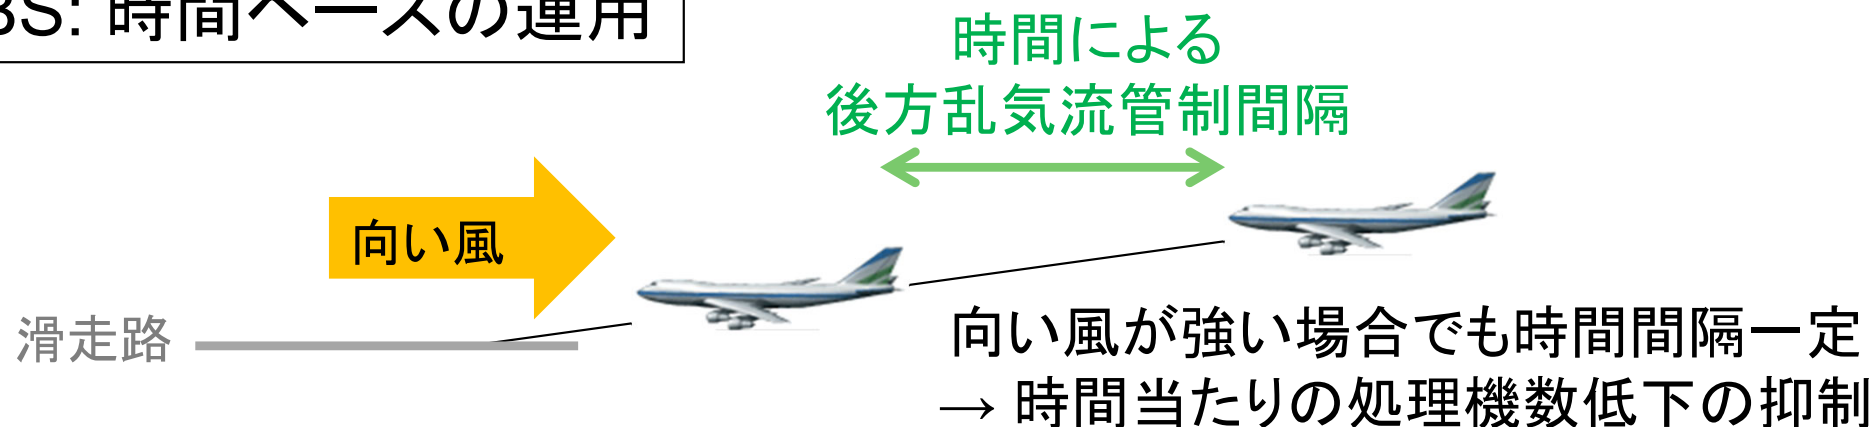 BS: 時間ベースの運用
時間による
後方乱気流管制間隔
向い風
滑走路
向い風が強い場合でも時間間隔一定
→ 時間当たりの処理機数低下の抑制